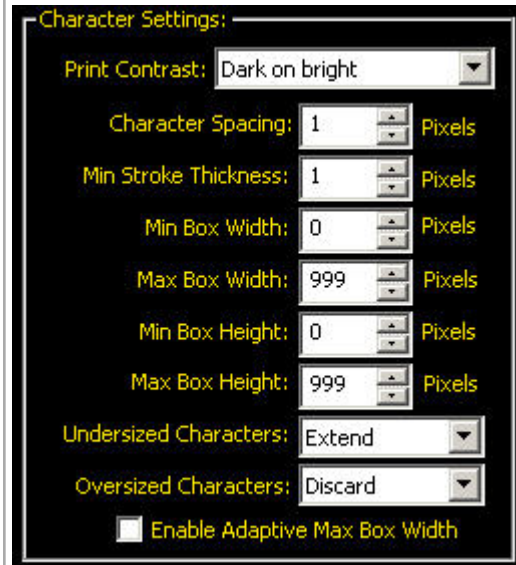 Character Settings:
Print Contrast: Dark on bright
Character Spacing: 1 Pixels
Min Stroke Thickness: 1 Pixels
Min Box Width: 0 Pixels
Max Box Width: 999 Pixels
Min Box Height: 0 Pixels
Max Box Height: 999 Pixels
Undersized Characters: Extend
Oversized Characters: Discard
Enable Adaptive Max Box Width